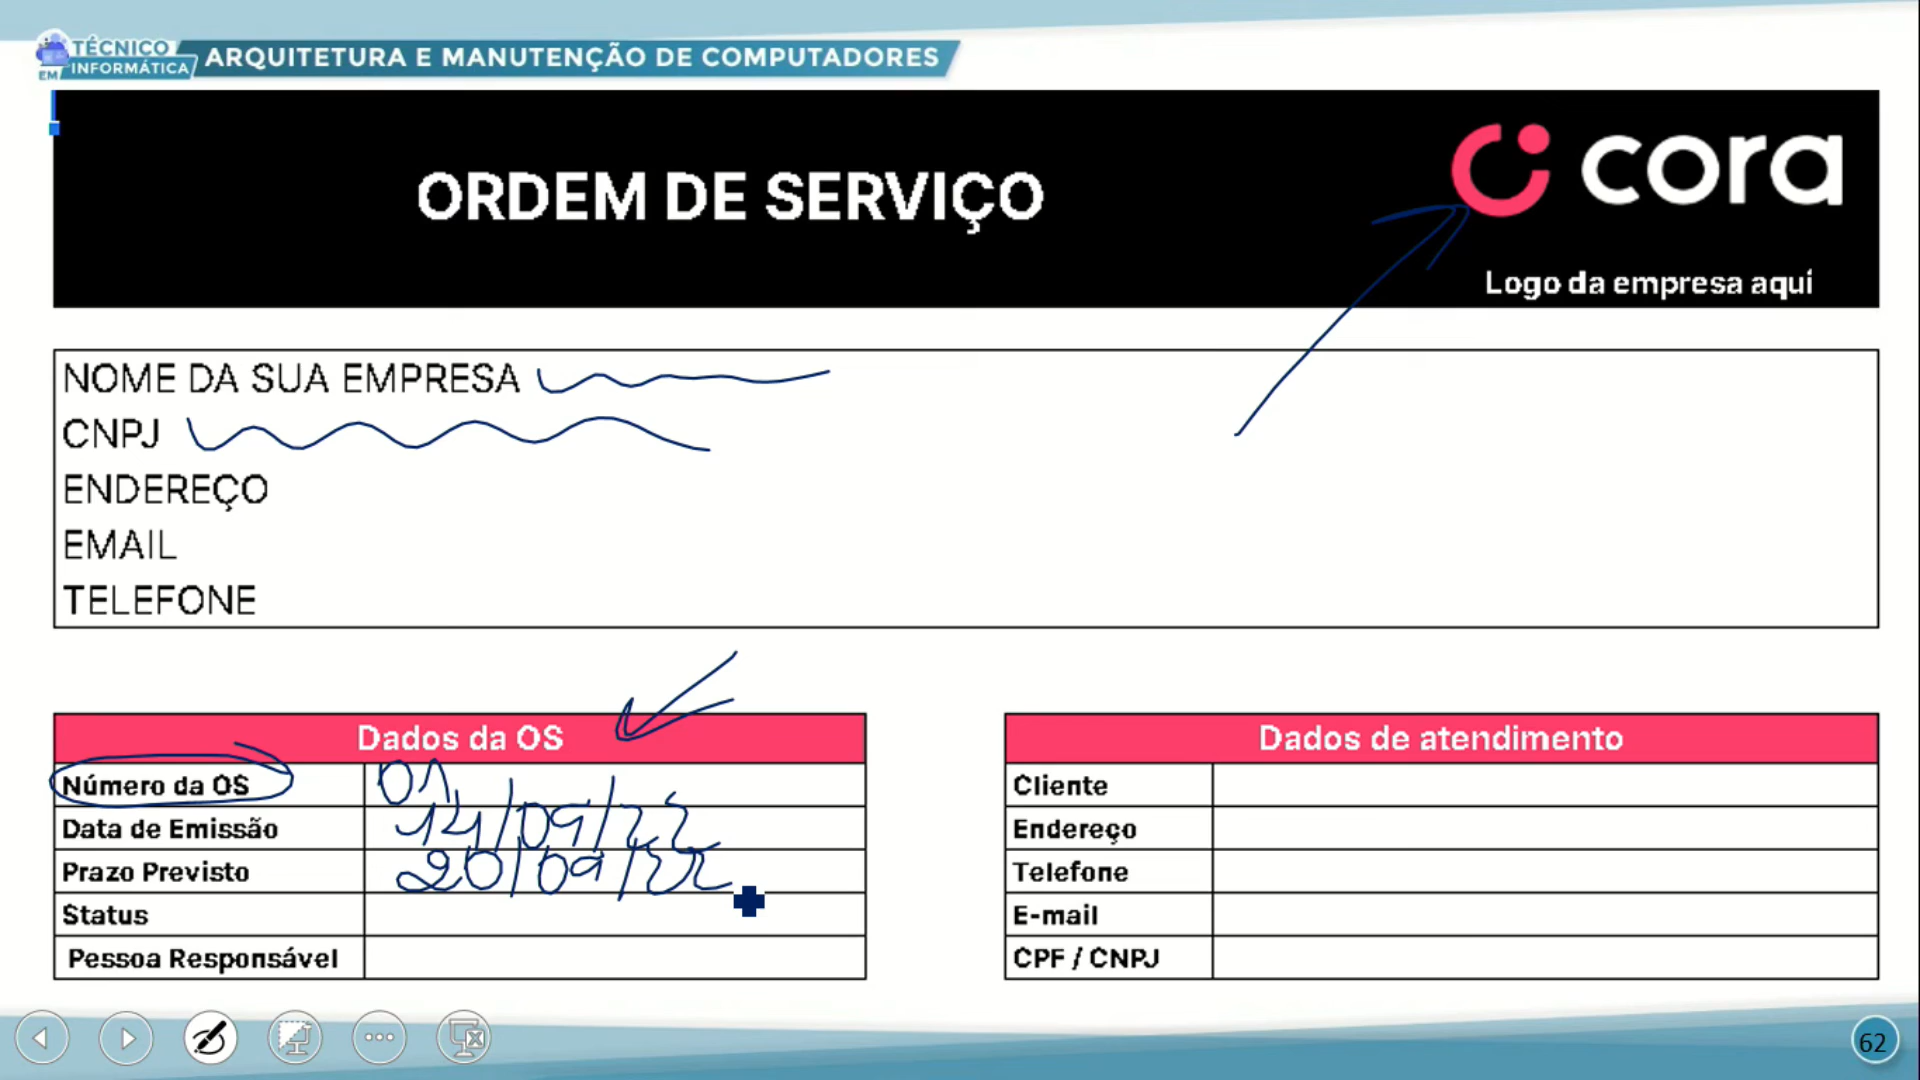 TÉCNICO
EM INFORMÁTICA
ARQUITETURA E MANUTENÇÃO DE COMPUTADORES
ORDEM DE SERVIÇO
cora
Logo da empresa aqui
NOME DA SUA EMPRESA
CNPJ
ENDEREÇO
EMAIL
TELEFONE
Dados da OS
Número da OS 01
Data de Emissão 14/09/22
Prazo Previsto 20/09/22
Status
Pessoa Responsável
Dados de atendimento
Cliente
Endereço
Telefone
E-mail
CPF / CNPJ
62